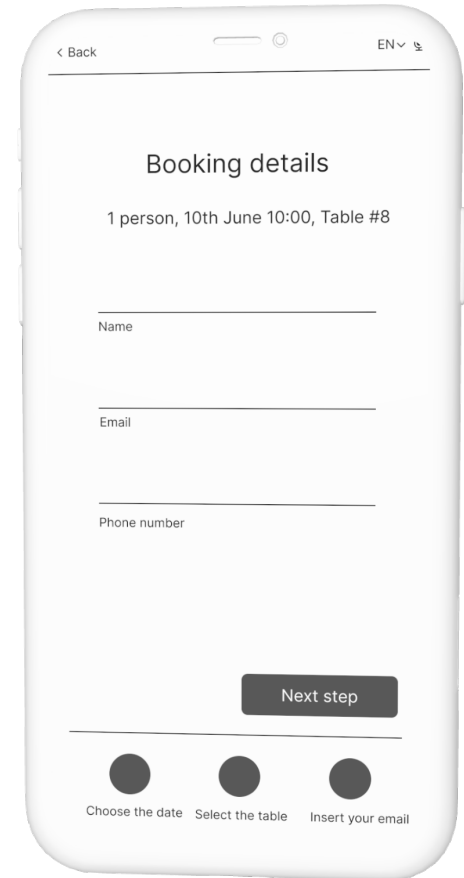 < Back
EN
Booking details
1 person, 10th June 10:00, Table #8
Name
Email
Phone number
Next step
Choose the date
Select the table
Insert your email